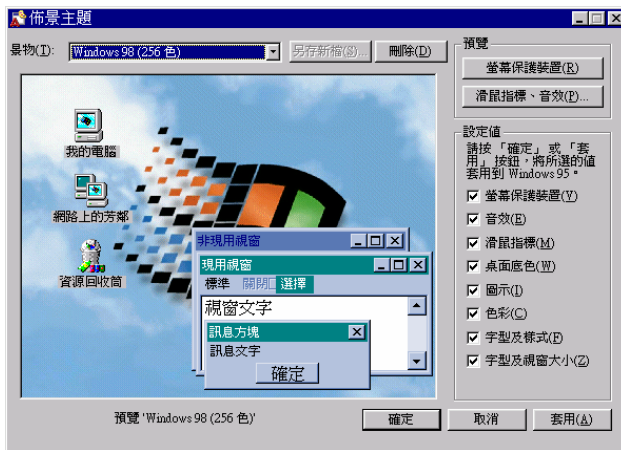 佈景主題
景物(T):
Windows 98 (256 色)
另存新檔(S)...
刪除(D)
預覽
螢幕保護裝置(R)
滑鼠指標、音效(P)...
我的電腦
網路上的芳鄰
資源回收筒
非現用視窗
現用視窗
標準 關閉 選擇
視窗文字
訊息方塊
訊息文字
確定
設定值
請按「確定」或「套
用」按鈕，將所選的值
套用到 Windows 95。
螢幕保護裝置(V)
音效(E)
滑鼠指標(M)
桌面底色(W)
圖示(I)
色彩(C)
字型及樣式(F)
字型及視窗大小(Z)
預覽 'Windows 98 (256 色)'
確定
取消
套用(A)